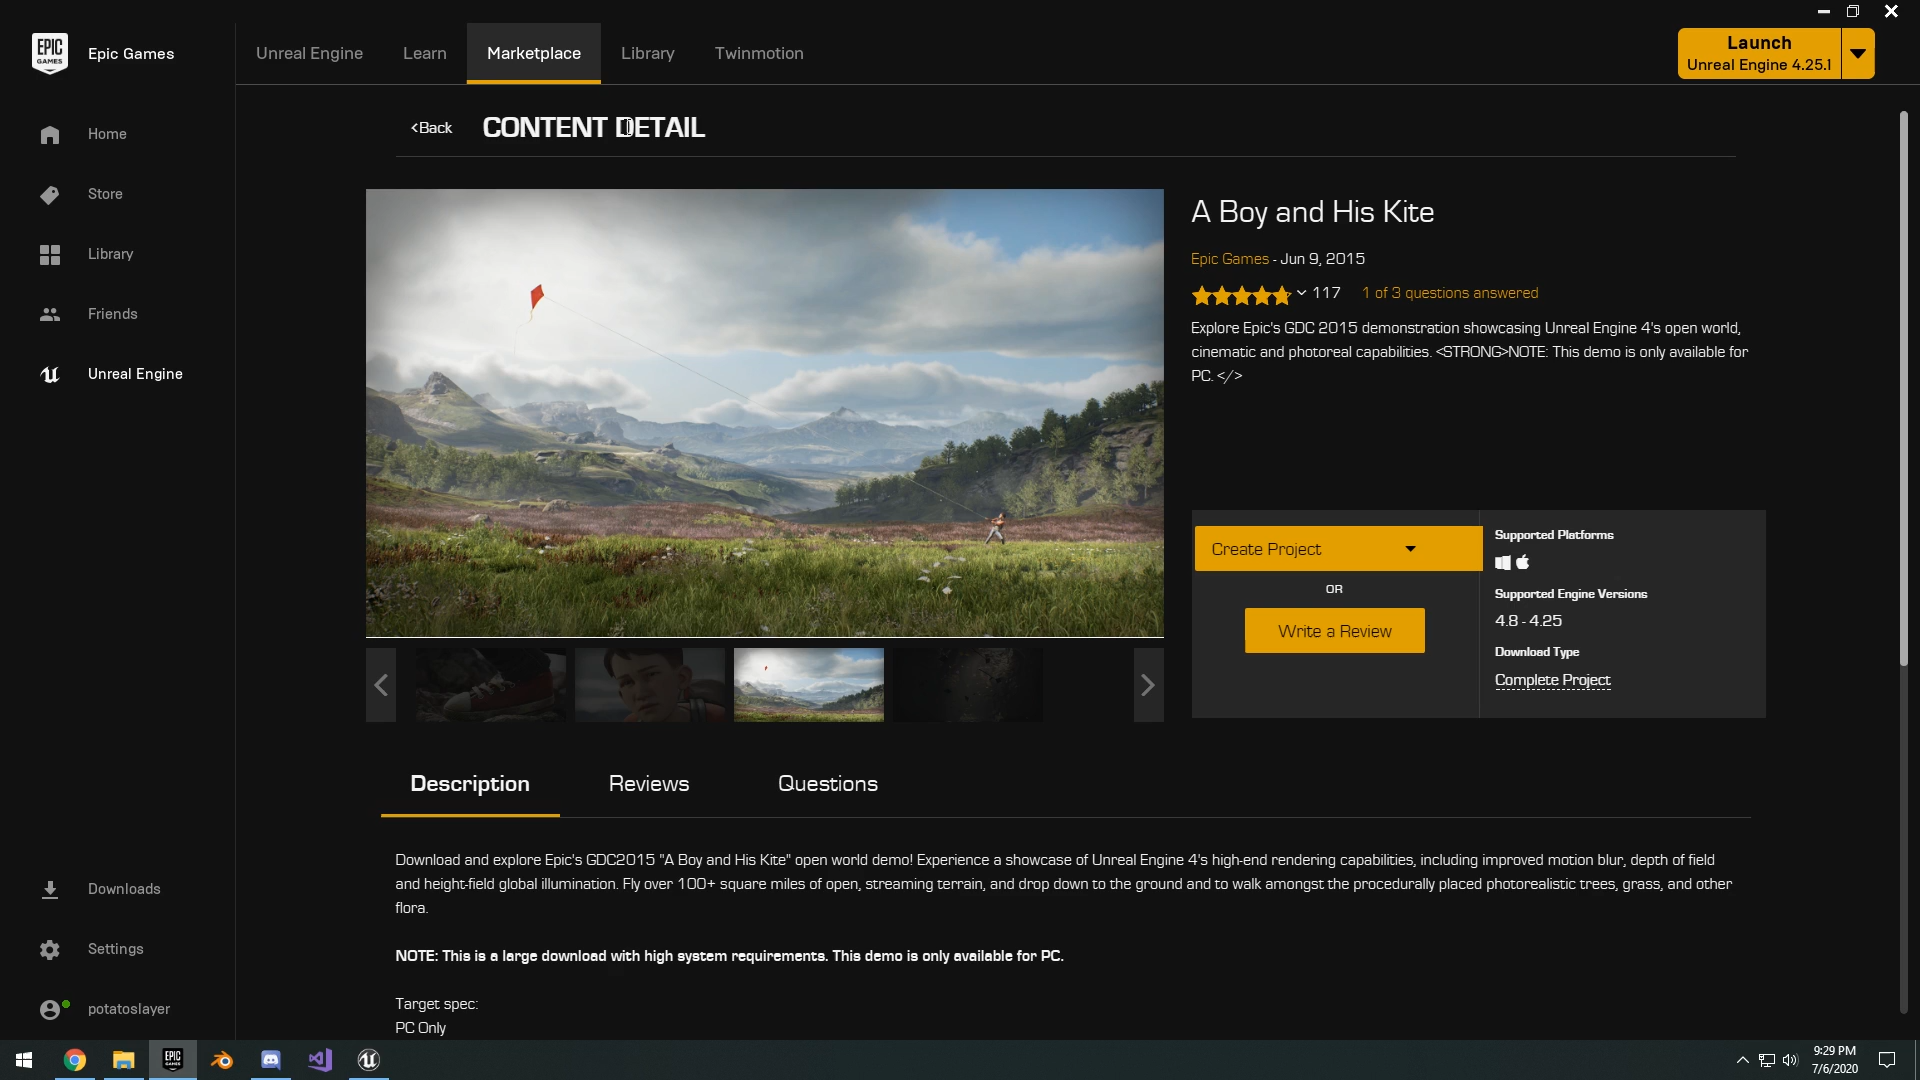 EPIC GAMES
Epic Games
Unreal Engine
Learn
Marketplace
Library
Twinmotion
Launch
Unreal Engine 4.25.1
Home
Store
Library
Friends
Unreal Engine
<Back
CONTENT DETAIL
A Boy and His Kite
Epic Games - Jun 9, 2015
117
1 of 3 questions answered
Explore Epic's GDC 2015 demonstration showcasing Unreal Engine 4's open world,
cinematic and photoreal capabilities. <STRONG>NOTE: This demo is only available for
PC. </>
Create Project
OR
Write a Review
Supported Platforms
Supported Engine Versions
4.8 - 4.25
Download Type
Complete Project
Description
Reviews
Questions
Download and explore Epic's GDC2015 "A Boy and His Kite" open world demo! Experience a showcase of Unreal Engine 4's high-end rendering capabilities, including improved motion blur, depth of field
and height-field global illumination. Fly over 100+ square miles of open, streaming terrain, and drop down to the ground and to walk amongst the procedurally placed photorealistic trees, grass, and other
flora.
NOTE: This is a large download with high system requirements. This demo is only available for PC.
Target spec:
PC Only
Downloads
Settings
potatoslayer
EPIC GAMES
9:29 PM
7/6/2020